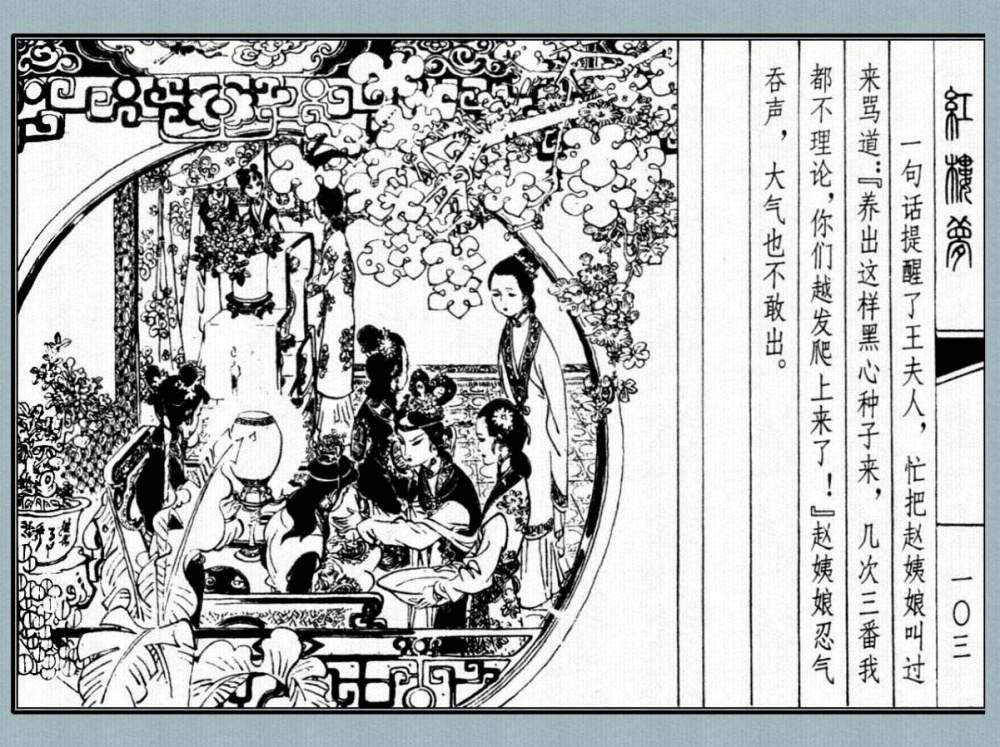 紅樓夢
一〇三
一句话提醒了王夫人，忙把赵姨娘叫过
来骂道：『养出这样黑心种子来，几次三番我
都不理论，你们越发爬上来了！』赵姨娘忍气
吞声，大气也不敢出。